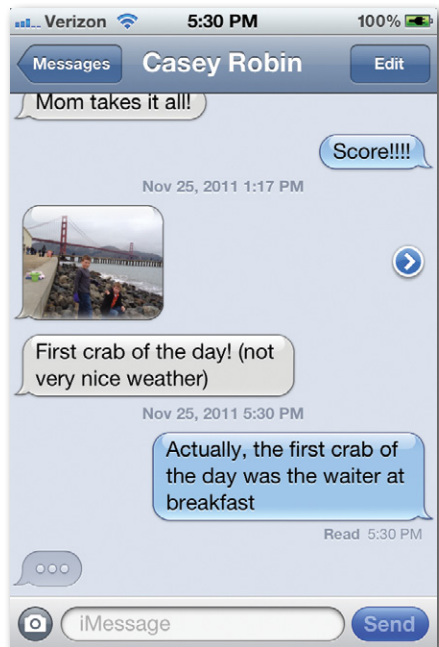 Verizon 5:30 PM 100%
Messages Casey Robin Edit
Mom takes it all!
Score!!!!
Nov 25, 2011 1:17 PM
First crab of the day! (not
very nice weather)
Nov 25, 2011 5:30 PM
Actually, the first crab of
the day was the waiter at
breakfast
Read 5:30 PM
iMessage Send